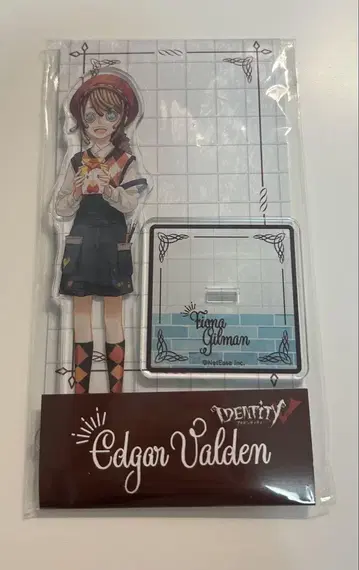 Fiona
Gilman
©NetEase Inc.
IDENTITY V
Edgar Valden